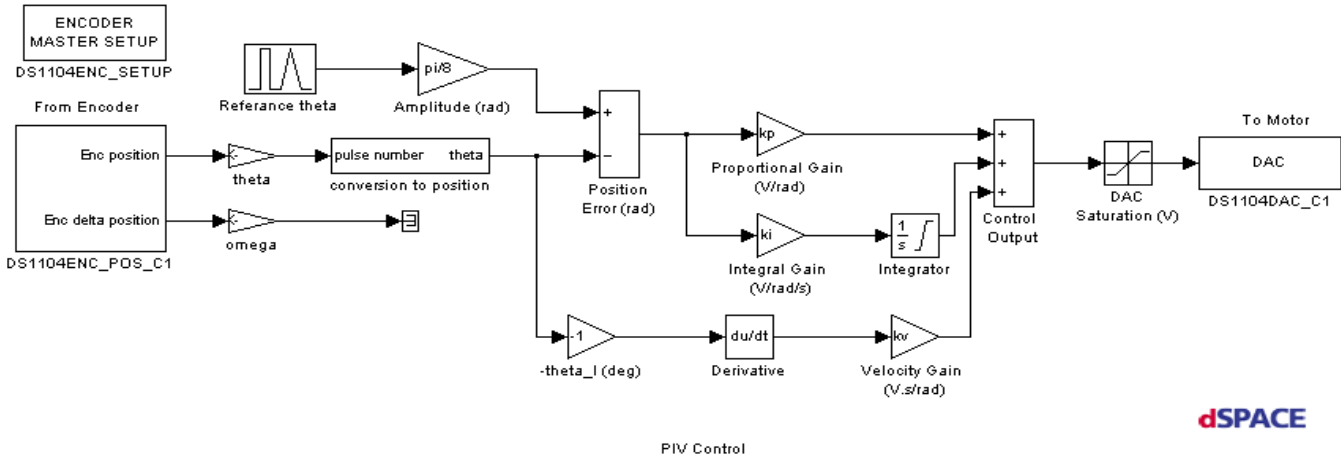 ENCODER
MASTER SETUP
DS1104ENC_SETUP
From Encoder
Enc position
Enc delta position
DS1104ENC_POS_C1
Referance theta
pi/8
Amplitude (rad)
<-
theta
<-
omega
pulse number theta
conversion to position
+
−
Position
Error (rad)
kp
Proportional Gain
(V/rad)
ki
Integral Gain
(V/rad/s)
1
s
Integrator
-1
-theta_l (deg)
du/dt
Derivative
kv
Velocity Gain
(V.s/rad)
+
+
+
Control
Output
DAC
Saturation (V)
To Motor
DAC
DS1104DAC_C1
dSPACE
PIV Control